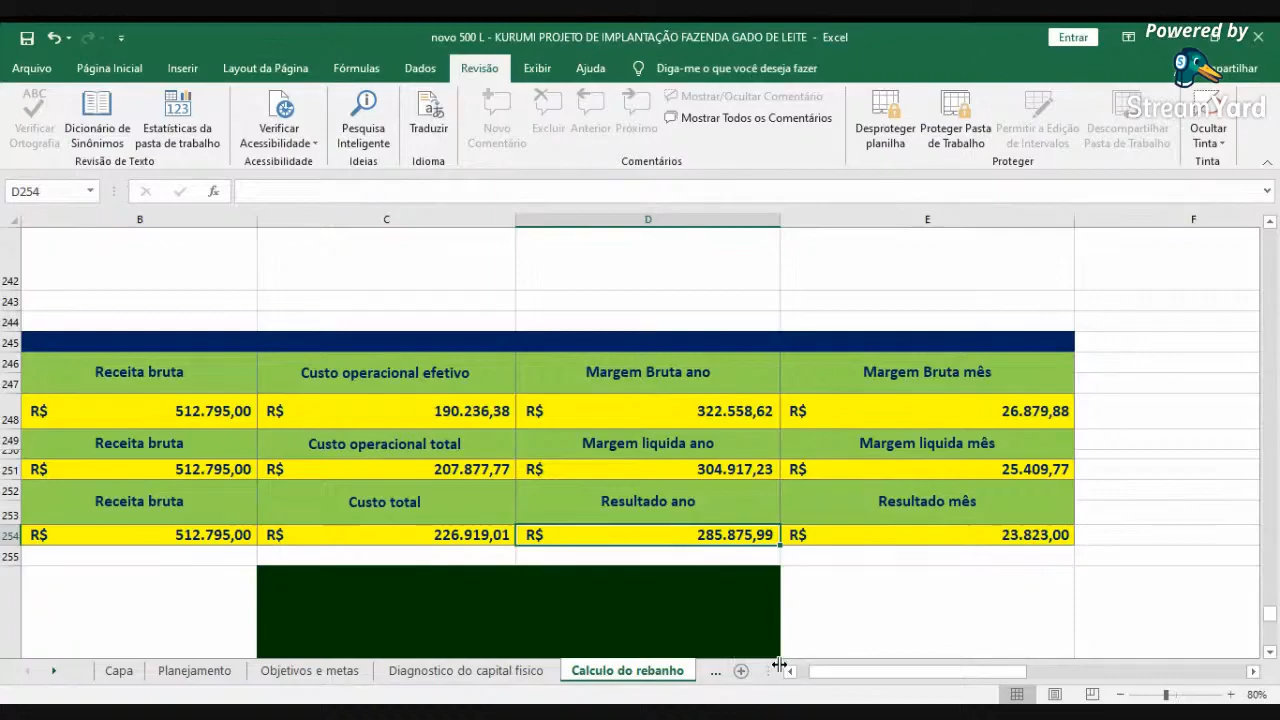 Powered by
StreamYard
novo 500 L - KURUMI PROJETO DE IMPLANTAÇÃO FAZENDA GADO DE LEITE - Excel
Entrar
Arquivo Página Inicial Inserir Layout da Página Fórmulas Dados Revisão Exibir Ajuda Diga-me o que você deseja fazer
ABC
Verificar Ortografia
Dicionário de Sinônimos
123
Estatísticas da pasta de trabalho
Verificar Acessibilidade
Pesquisa Inteligente
Traduzir
Novo Comentário
Excluir
Anterior
Próximo
Mostrar/Ocultar Comentário
Mostrar Todos os Comentários
Desproteger planilha
Proteger Pasta de Trabalho
Permitir a Edição de Intervalos
Descompartilhar Pasta de Trabalho
Ocultar Tinta
Revisão de Texto Acessibilidade Ideias Idioma Comentários Proteger Tinta
D254 fx
B C D E F
242
243
244
245
246 Receita bruta Custo operacional efetivo Margem Bruta ano Margem Bruta mês
247
248 R$ 512.795,00 R$ 190.236,38 R$ 322.558,62 R$ 26.879,88
249 Receita bruta Custo operacional total Margem liquida ano Margem liquida mês
251 R$ 512.795,00 R$ 207.877,77 R$ 304.917,23 R$ 25.409,77
252 Receita bruta Custo total Resultado ano Resultado mês
253
254 R$ 512.795,00 R$ 226.919,01 R$ 285.875,99 R$ 23.823,00
255
Capa Planejamento Objetivos e metas Diagnostico do capital fisico Calculo do rebanho ...
80%